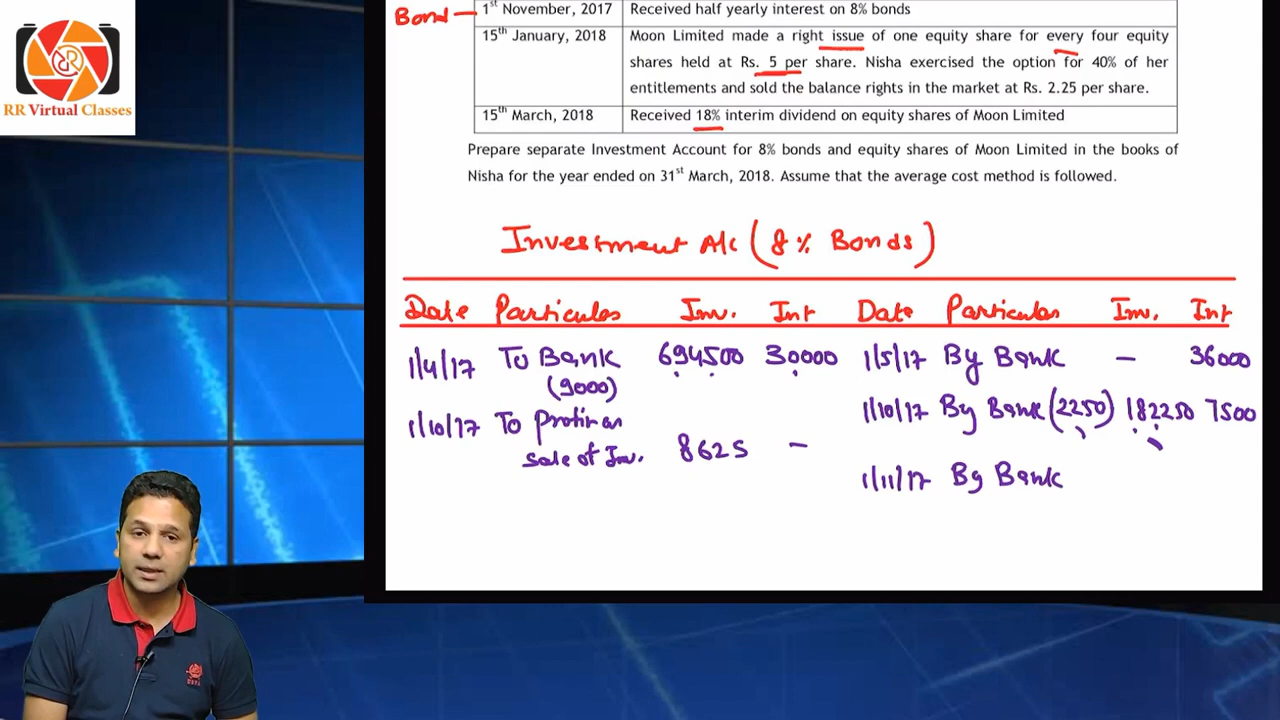 RR Virtual Classes
Bond
1st November, 2017 Received half yearly interest on 8% bonds
15th January, 2018 Moon Limited made a right issue of one equity share for every four equity
shares held at Rs. 5 per share. Nisha exercised the option for 40% of her
entitlements and sold the balance rights in the market at Rs. 2.25 per share.
15th March, 2018 Received 18% interim dividend on equity shares of Moon Limited
Prepare separate Investment Account for 8% bonds and equity shares of Moon Limited in the books of
Nisha for the year ended on 31st March, 2018. Assume that the average cost method is followed.
Investment A/c (8% Bonds)
Date Particulas Inv. Int Date Particulas Inv. Int
1/4/17 To Bank 694500 30000 1/5/17 By Bank — 36000
(9000)
1/10/17 To Profit on 1/10/17 By Bank (2250) 182250 7500
sale of Inv. 8625 —
1/11/17 By Bank